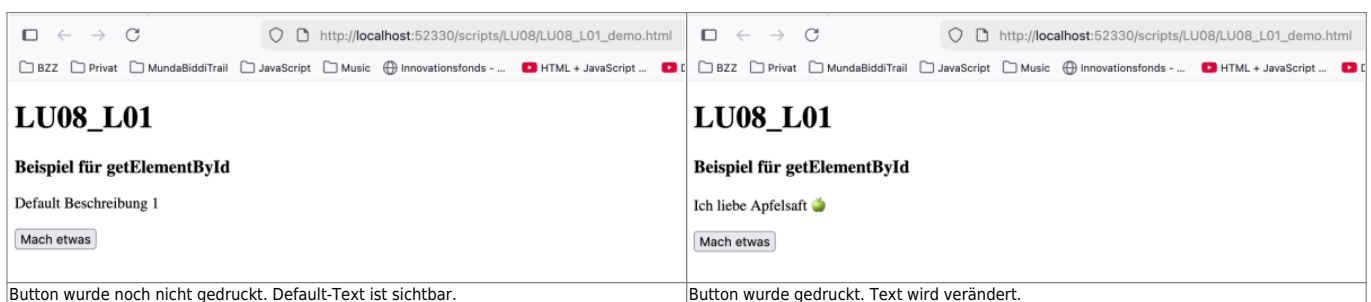 http://localhost:52330/scripts/LU08/LU08_L01_demo.html
BZZ Privat MundaBiddiTrail JavaScript Music Innovationsfonds - ... HTML + JavaScript ...
LU08_L01
Beispiel für getElementById
Default Beschreibung 1
Mach etwas
Button wurde noch nicht gedruckt. Default-Text ist sichtbar.
http://localhost:52330/scripts/LU08/LU08_L01_demo.html
BZZ Privat MundaBiddiTrail JavaScript Music Innovationsfonds - ... HTML + JavaScript ...
LU08_L01
Beispiel für getElementById
Ich liebe Apfelsaft 🍏
Mach etwas
Button wurde gedruckt. Text wird verändert.